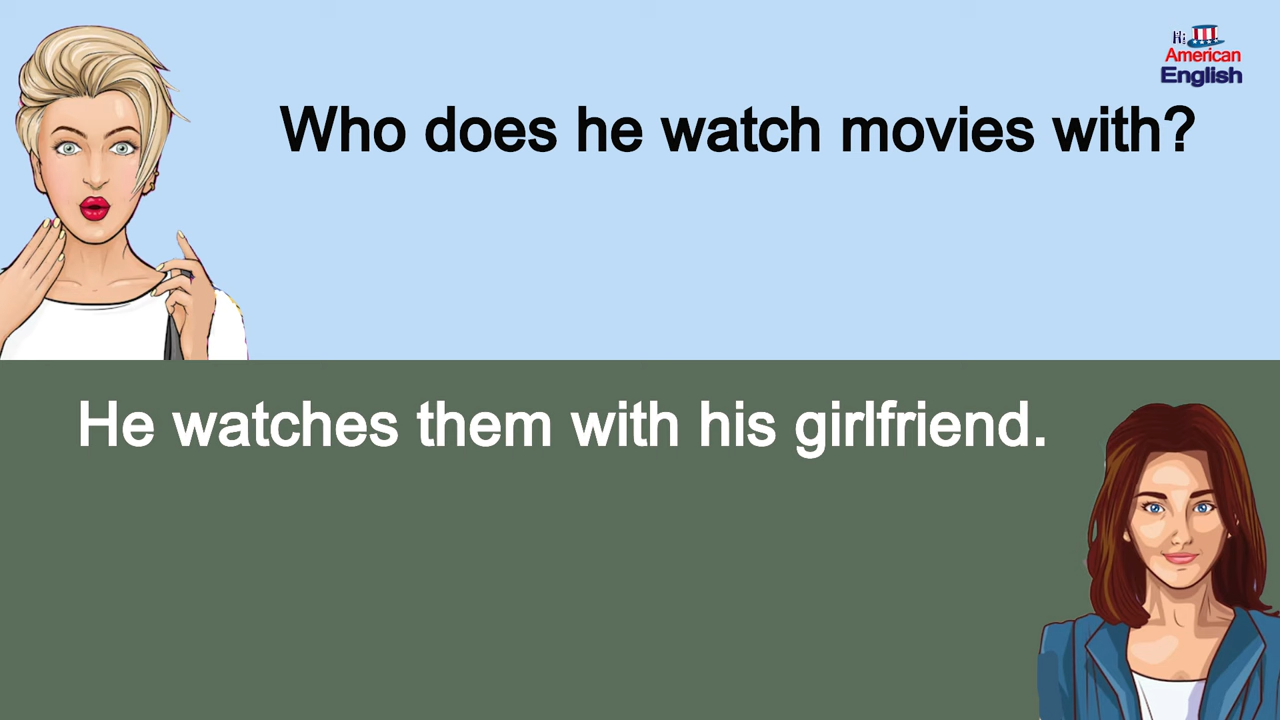 Hi
American
English
Who does he watch movies with?
He watches them with his girlfriend.